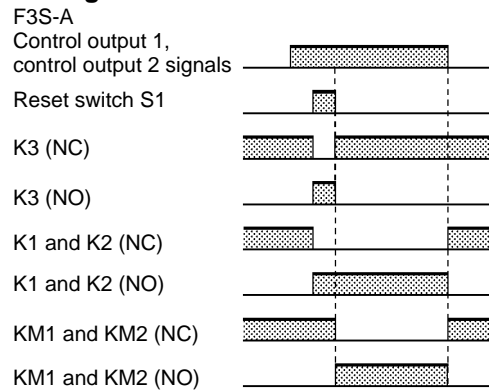 F3S-A
Control output 1,
control output 2 signals
Reset switch S1
K3 (NC)
K3 (NO)
K1 and K2 (NC)
K1 and K2 (NO)
KM1 and KM2 (NC)
KM1 and KM2 (NO)